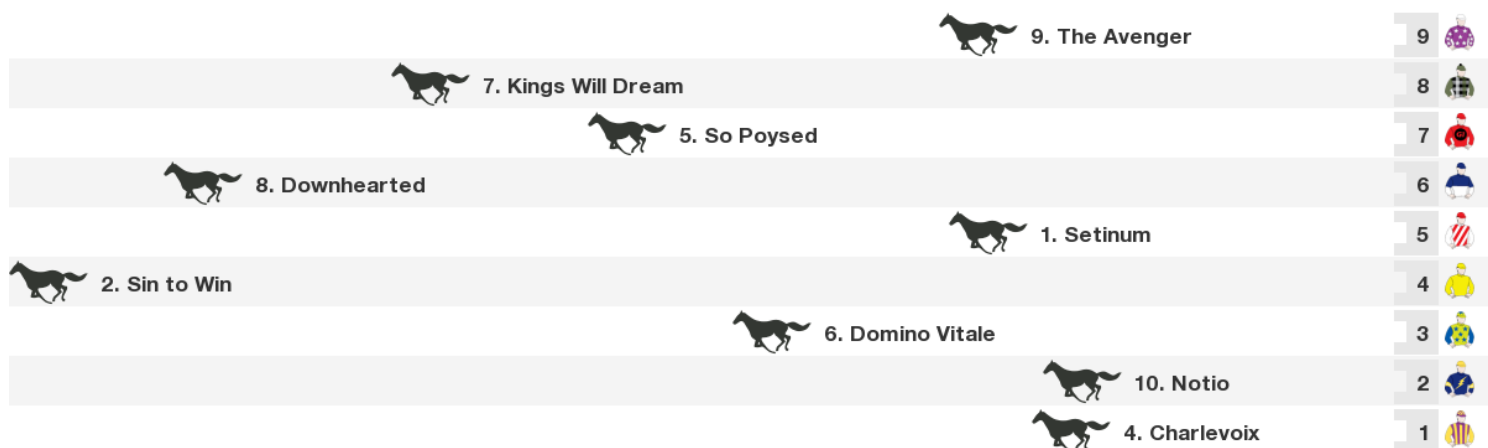 9. The Avenger 9
7. Kings Will Dream 8
5. So Poysed 7
8. Downhearted 6
1. Setinum 5
2. Sin to Win 4
6. Domino Vitale 3
10. Notio 2
4. Charlevoix 1